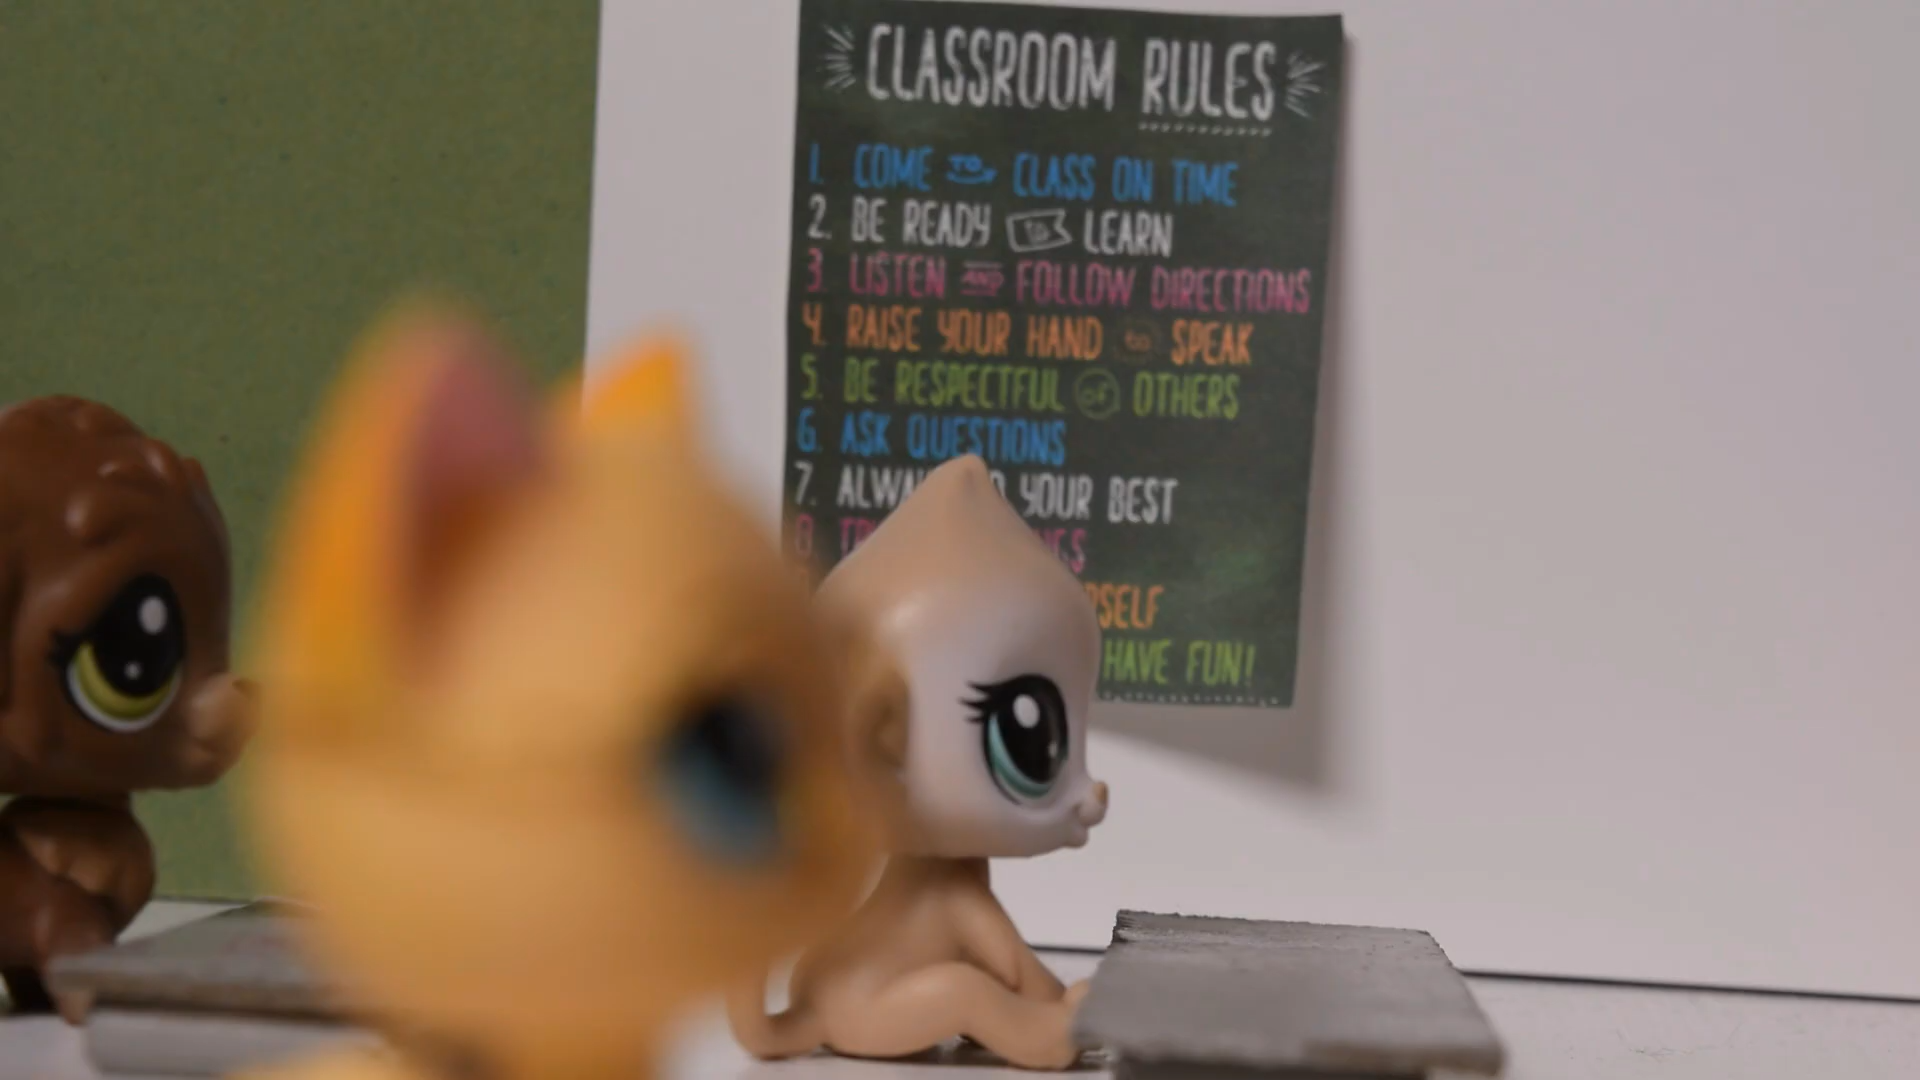 CLASSROOM RULES
1. COME TO CLASS ON TIME
2. BE READY to LEARN
3. LISTEN AND FOLLOW DIRECTIONS
4. RAISE YOUR HAND to SPEAK
5. BE RESPECTFUL of OTHERS
6. ASK QUESTIONS
7. YOUR BEST
8.
HAVE FUN!